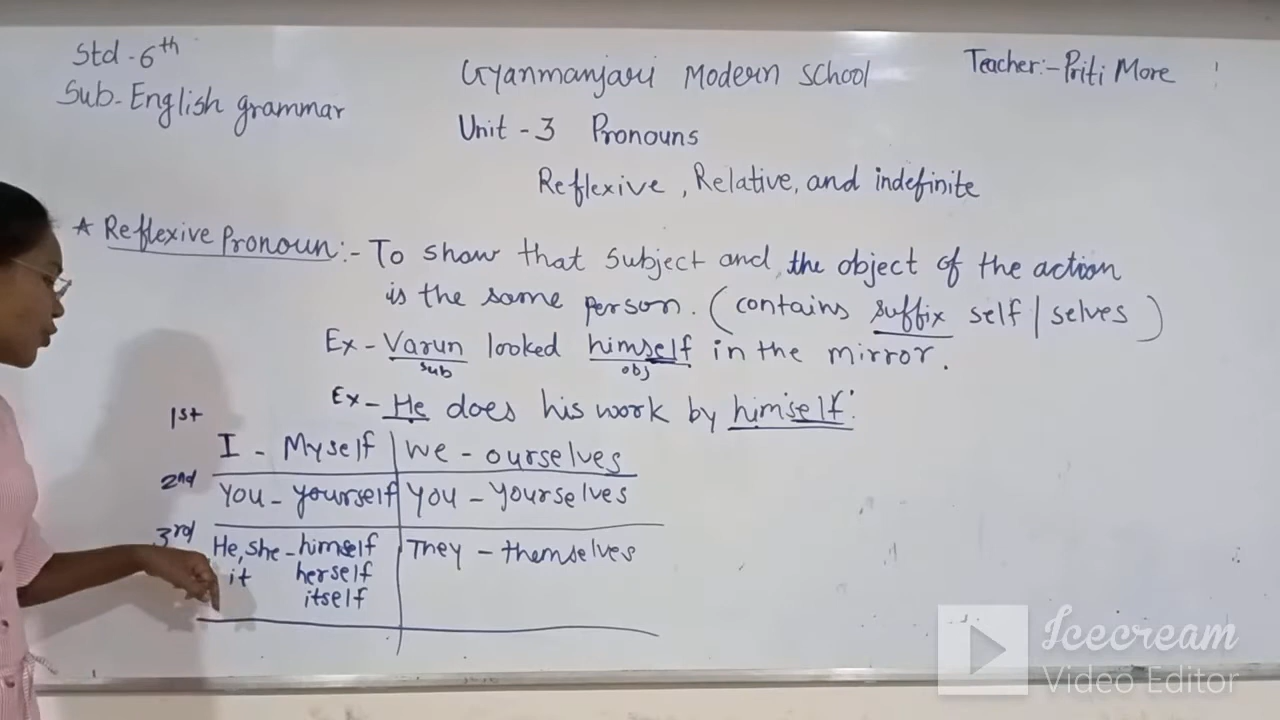 Std - 6th
Sub- English grammar
Gyanmanjari Modern School
Teacher:- Priti More
Unit - 3 Pronouns
Reflexive, Relative, and indefinite
* Reflexive Pronoun:- To show that subject and the object of the action
is the same person. (contains suffix self | selves)
Ex - Varun looked himself in the mirror.
sub obj
Ex - He does his work by himself.
1st I - Myself | We - ourselves
2nd You - yourself | You - yourselves
3rd He, she - himself | They - themselves
it herself
itself
Icecream
Video Editor